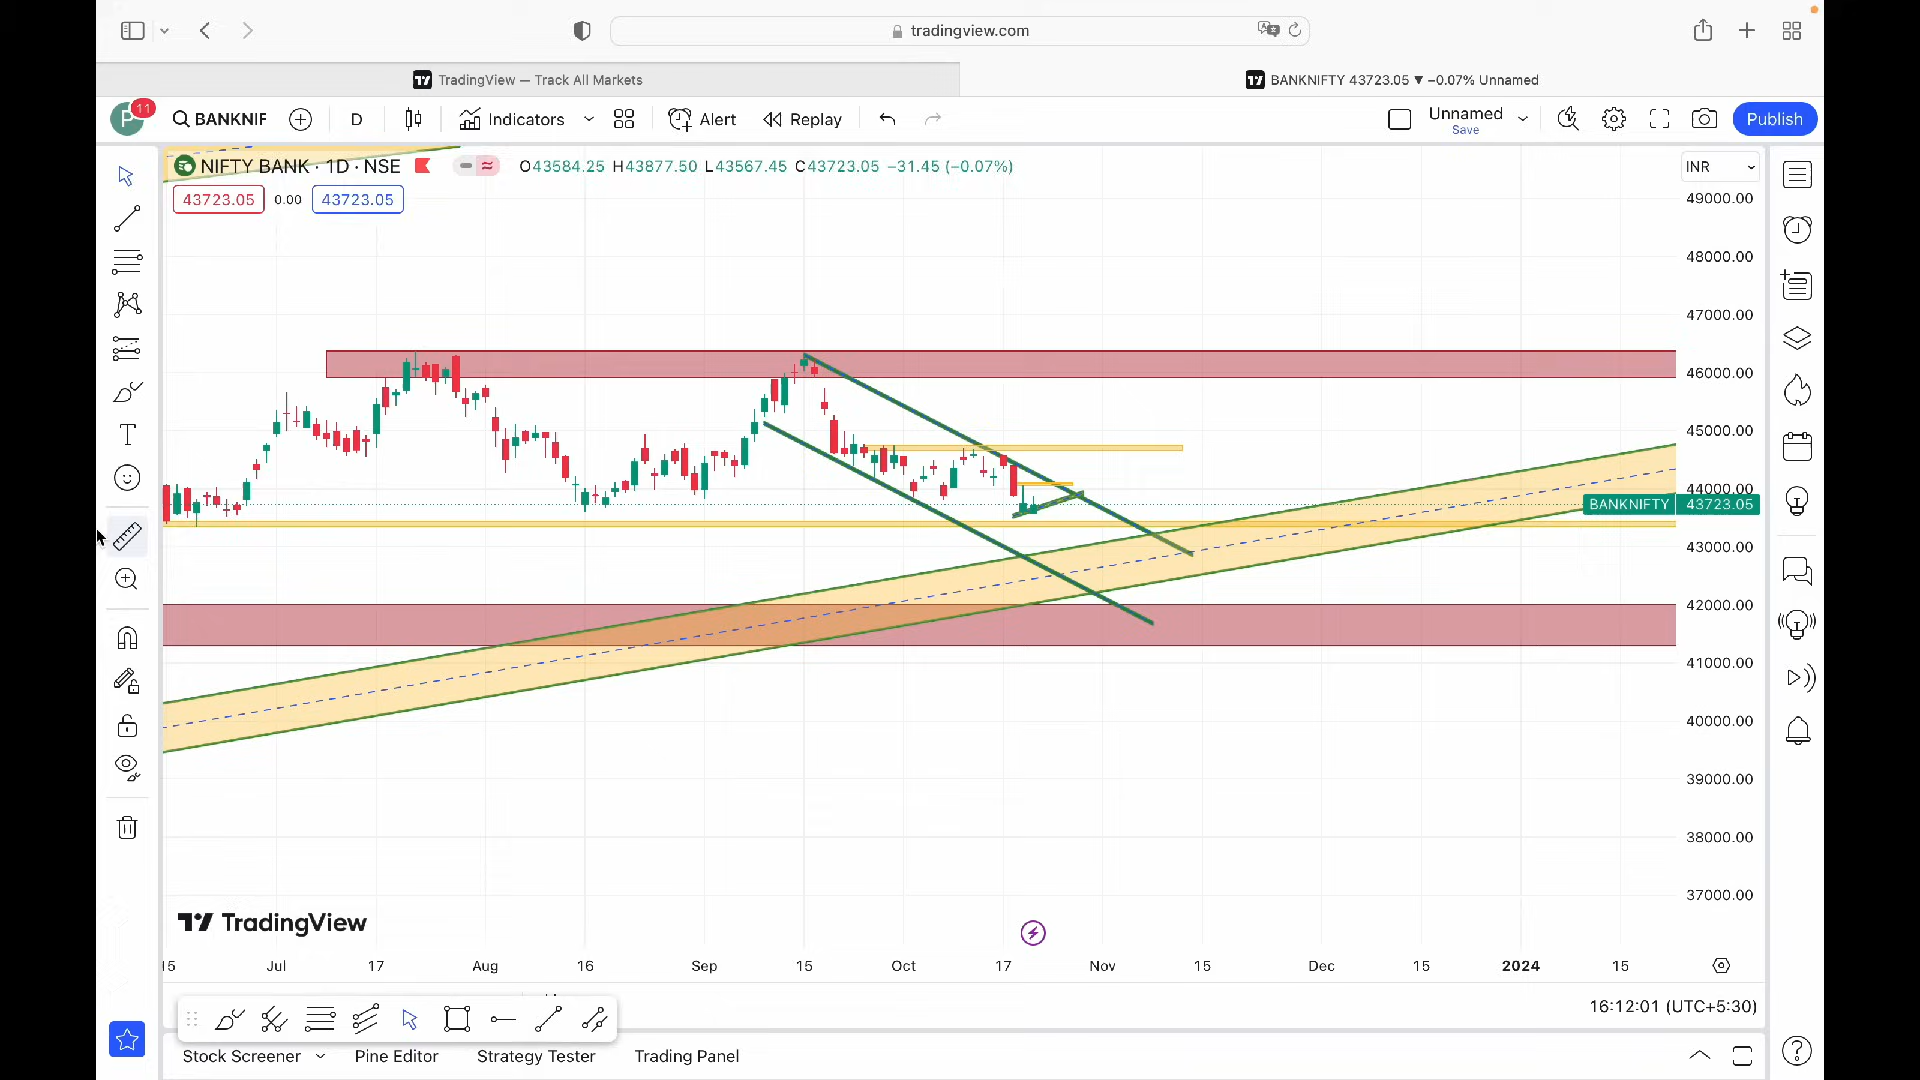 tradingview.com
TradingView — Track All Markets
BANKNIFTY 43723.05 ▼ −0.07% Unnamed
P 11
BANKNIF
D
Indicators
Alert
Replay
Unnamed
Save
Publish
NIFTY BANK · 1D · NSE
O43584.25 H43877.50 L43567.45 C43723.05 −31.45 (−0.07%)
43723.05 0.00 43723.05
INR
49000.00
48000.00
47000.00
46000.00
45000.00
44000.00
BANKNIFTY 43723.05
43000.00
42000.00
41000.00
40000.00
39000.00
38000.00
37000.00
TradingView
15 Jul 17 Aug 16 Sep 15 Oct 17 Nov 15 Dec 15 2024 15
16:12:01 (UTC+5:30)
Stock Screener Pine Editor Strategy Tester Trading Panel